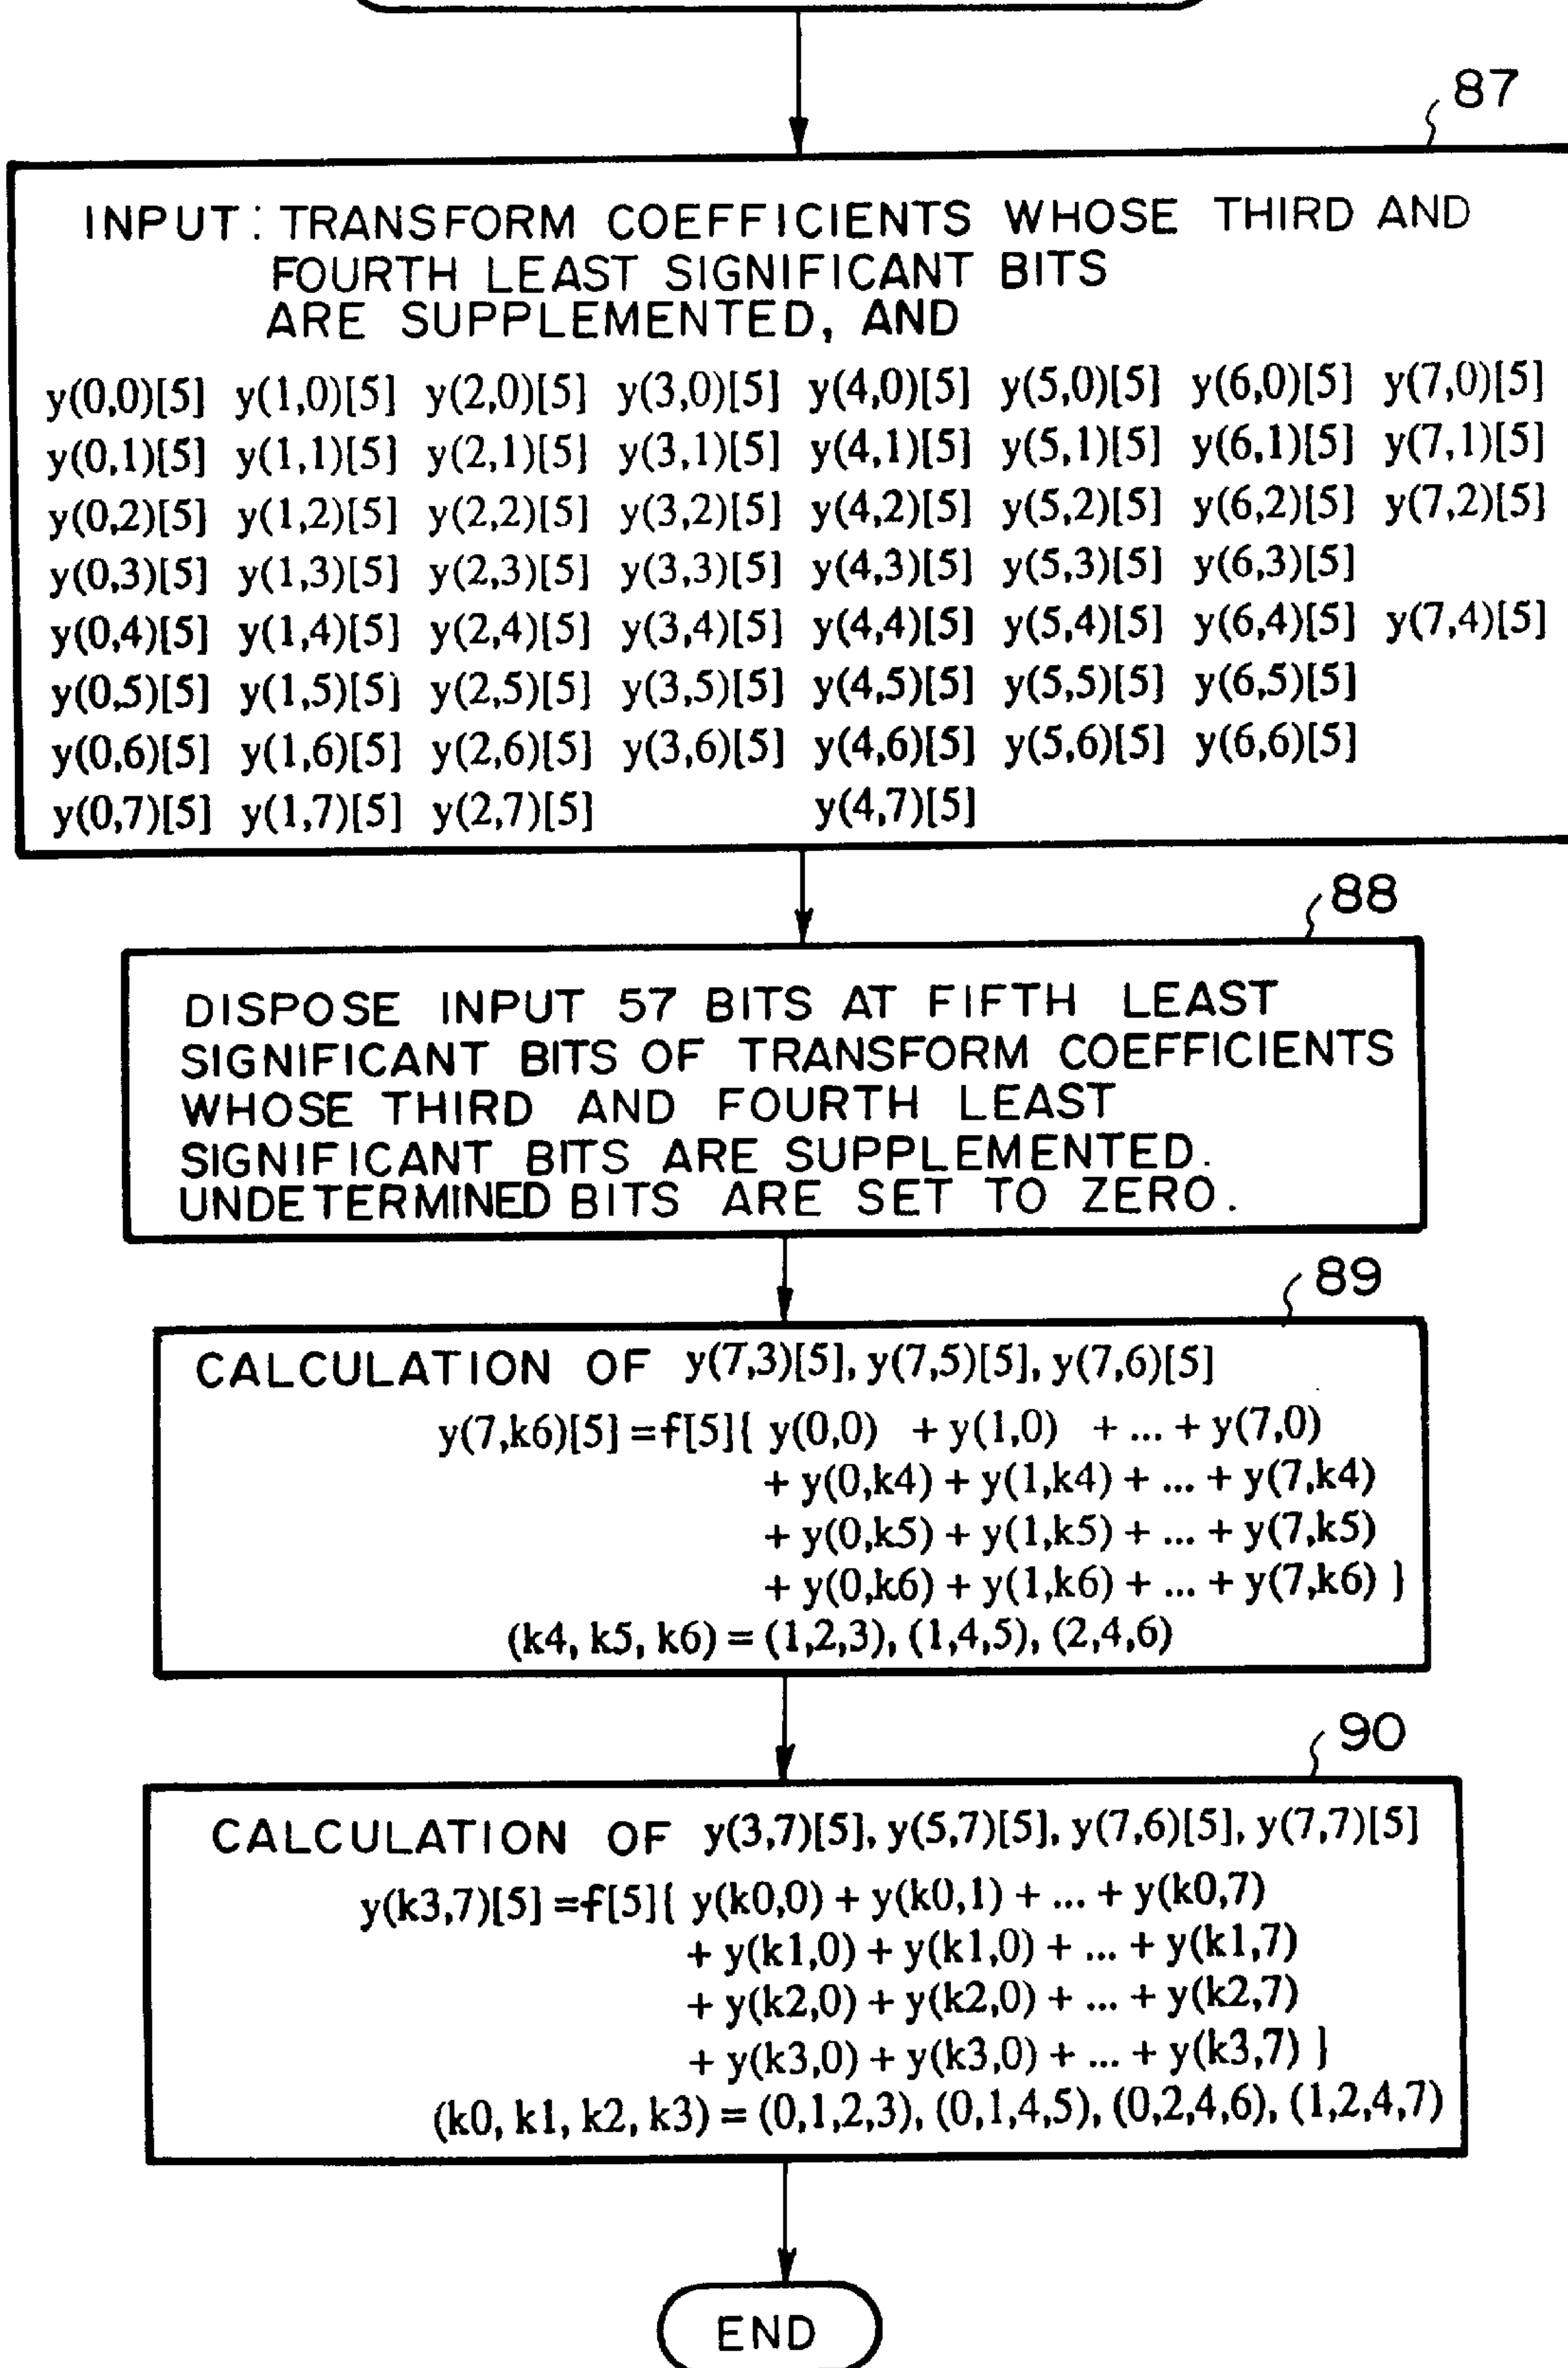 87
INPUT: TRANSFORM COEFFICIENTS WHOSE THIRD AND
FOURTH LEAST SIGNIFICANT BITS
ARE SUPPLEMENTED, AND
y(0,0)[5] y(1,0)[5] y(2,0)[5] y(3,0)[5] y(4,0)[5] y(5,0)[5] y(6,0)[5] y(7,0)[5]
y(0,1)[5] y(1,1)[5] y(2,1)[5] y(3,1)[5] y(4,1)[5] y(5,1)[5] y(6,1)[5] y(7,1)[5]
y(0,2)[5] y(1,2)[5] y(2,2)[5] y(3,2)[5] y(4,2)[5] y(5,2)[5] y(6,2)[5] y(7,2)[5]
y(0,3)[5] y(1,3)[5] y(2,3)[5] y(3,3)[5] y(4,3)[5] y(5,3)[5] y(6,3)[5]
y(0,4)[5] y(1,4)[5] y(2,4)[5] y(3,4)[5] y(4,4)[5] y(5,4)[5] y(6,4)[5] y(7,4)[5]
y(0,5)[5] y(1,5)[5] y(2,5)[5] y(3,5)[5] y(4,5)[5] y(5,5)[5] y(6,5)[5]
y(0,6)[5] y(1,6)[5] y(2,6)[5] y(3,6)[5] y(4,6)[5] y(5,6)[5] y(6,6)[5]
y(0,7)[5] y(1,7)[5] y(2,7)[5] y(4,7)[5]
88
DISPOSE INPUT 57 BITS AT FIFTH LEAST
SIGNIFICANT BITS OF TRANSFORM COEFFICIENTS
WHOSE THIRD AND FOURTH LEAST
SIGNIFICANT BITS ARE SUPPLEMENTED.
UNDETERMINED BITS ARE SET TO ZERO.
89
CALCULATION OF y(7,3)[5], y(7,5)[5], y(7,6)[5]
y(7,k6)[5] =f[5]{ y(0,0) + y(1,0) + ... + y(7,0)
+ y(0,k4) + y(1,k4) + ... + y(7,k4)
+ y(0,k5) + y(1,k5) + ... + y(7,k5)
+ y(0,k6) + y(1,k6) + ... + y(7,k6) }
(k4, k5, k6) = (1,2,3), (1,4,5), (2,4,6)
90
CALCULATION OF y(3,7)[5], y(5,7)[5], y(7,6)[5], y(7,7)[5]
y(k3,7)[5] =f[5]{ y(k0,0) + y(k0,1) + ... + y(k0,7)
+ y(k1,0) + y(k1,0) + ... + y(k1,7)
+ y(k2,0) + y(k2,0) + ... + y(k2,7)
+ y(k3,0) + y(k3,0) + ... + y(k3,7) }
(k0, k1, k2, k3) = (0,1,2,3), (0,1,4,5), (0,2,4,6), (1,2,4,7)
END